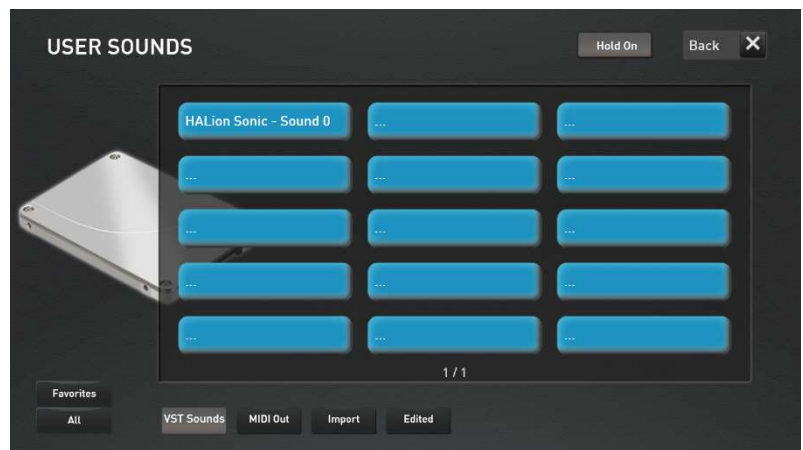 USER SOUNDS
Hold On
Back
HALion Sonic - Sound 0
...
...
...
...
...
...
...
...
...
...
...
...
...
...
1 / 1
Favorites
All
VST Sounds
MIDI Out
Import
Edited